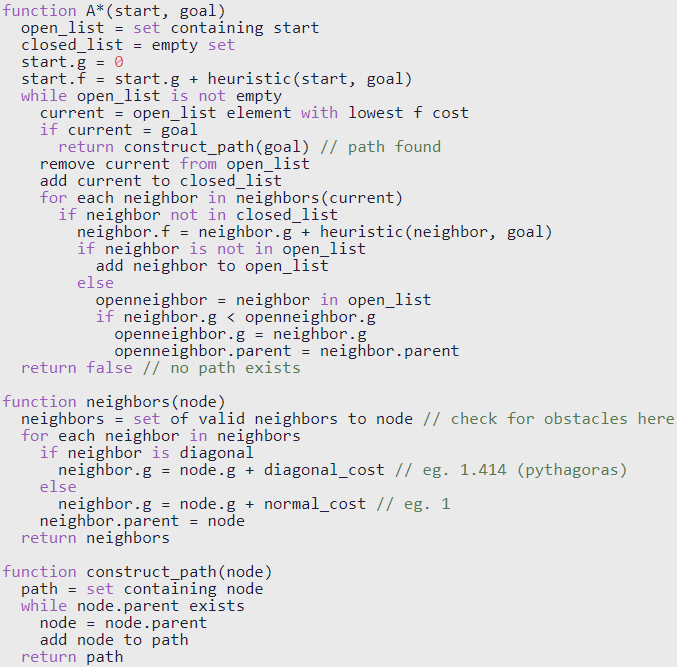 function A*(start, goal)
  open_list = set containing start
  closed_list = empty set
  start.g = 0
  start.f = start.g + heuristic(start, goal)
  while open_list is not empty
    current = open_list element with lowest f cost
    if current = goal
      return construct_path(goal) // path found
    remove current from open_list
    add current to closed_list
    for each neighbor in neighbors(current)
      if neighbor not in closed_list
        neighbor.f = neighbor.g + heuristic(neighbor, goal)
        if neighbor is not in open_list
          add neighbor to open_list
        else
          openneighbor = neighbor in open_list
          if neighbor.g < openneighbor.g
            openneighbor.g = neighbor.g
            openneighbor.parent = neighbor.parent
  return false // no path exists

function neighbors(node)
  neighbors = set of valid neighbors to node // check for obstacles here
  for each neighbor in neighbors
    if neighbor is diagonal
      neighbor.g = node.g + diagonal_cost // eg. 1.414 (pythagoras)
    else
      neighbor.g = node.g + normal_cost // eg. 1
    neighbor.parent = node
  return neighbors

function construct_path(node)
  path = set containing node
  while node.parent exists
    node = node.parent
    add node to path
  return path